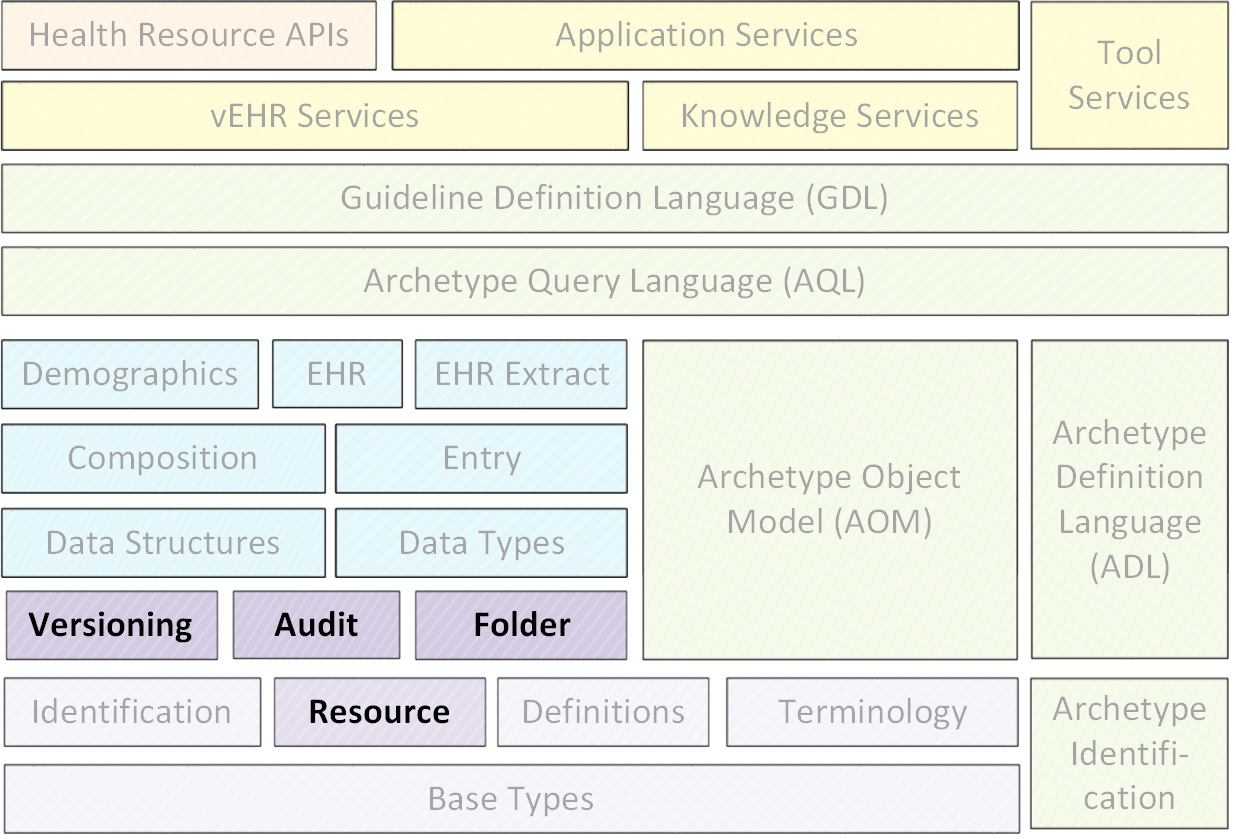 Health Resource APIs
Application Services
Tool
Services
vEHR Services
Knowledge Services
Guideline Definition Language (GDL)
Archetype Query Language (AQL)
Demographics
EHR
EHR Extract
Composition
Entry
Data Structures
Data Types
Versioning
Audit
Folder
Archetype Object
Model (AOM)
Archetype
Definition
Language
(ADL)
Identification
Resource
Definitions
Terminology
Base Types
Archetype
Identifi-
cation